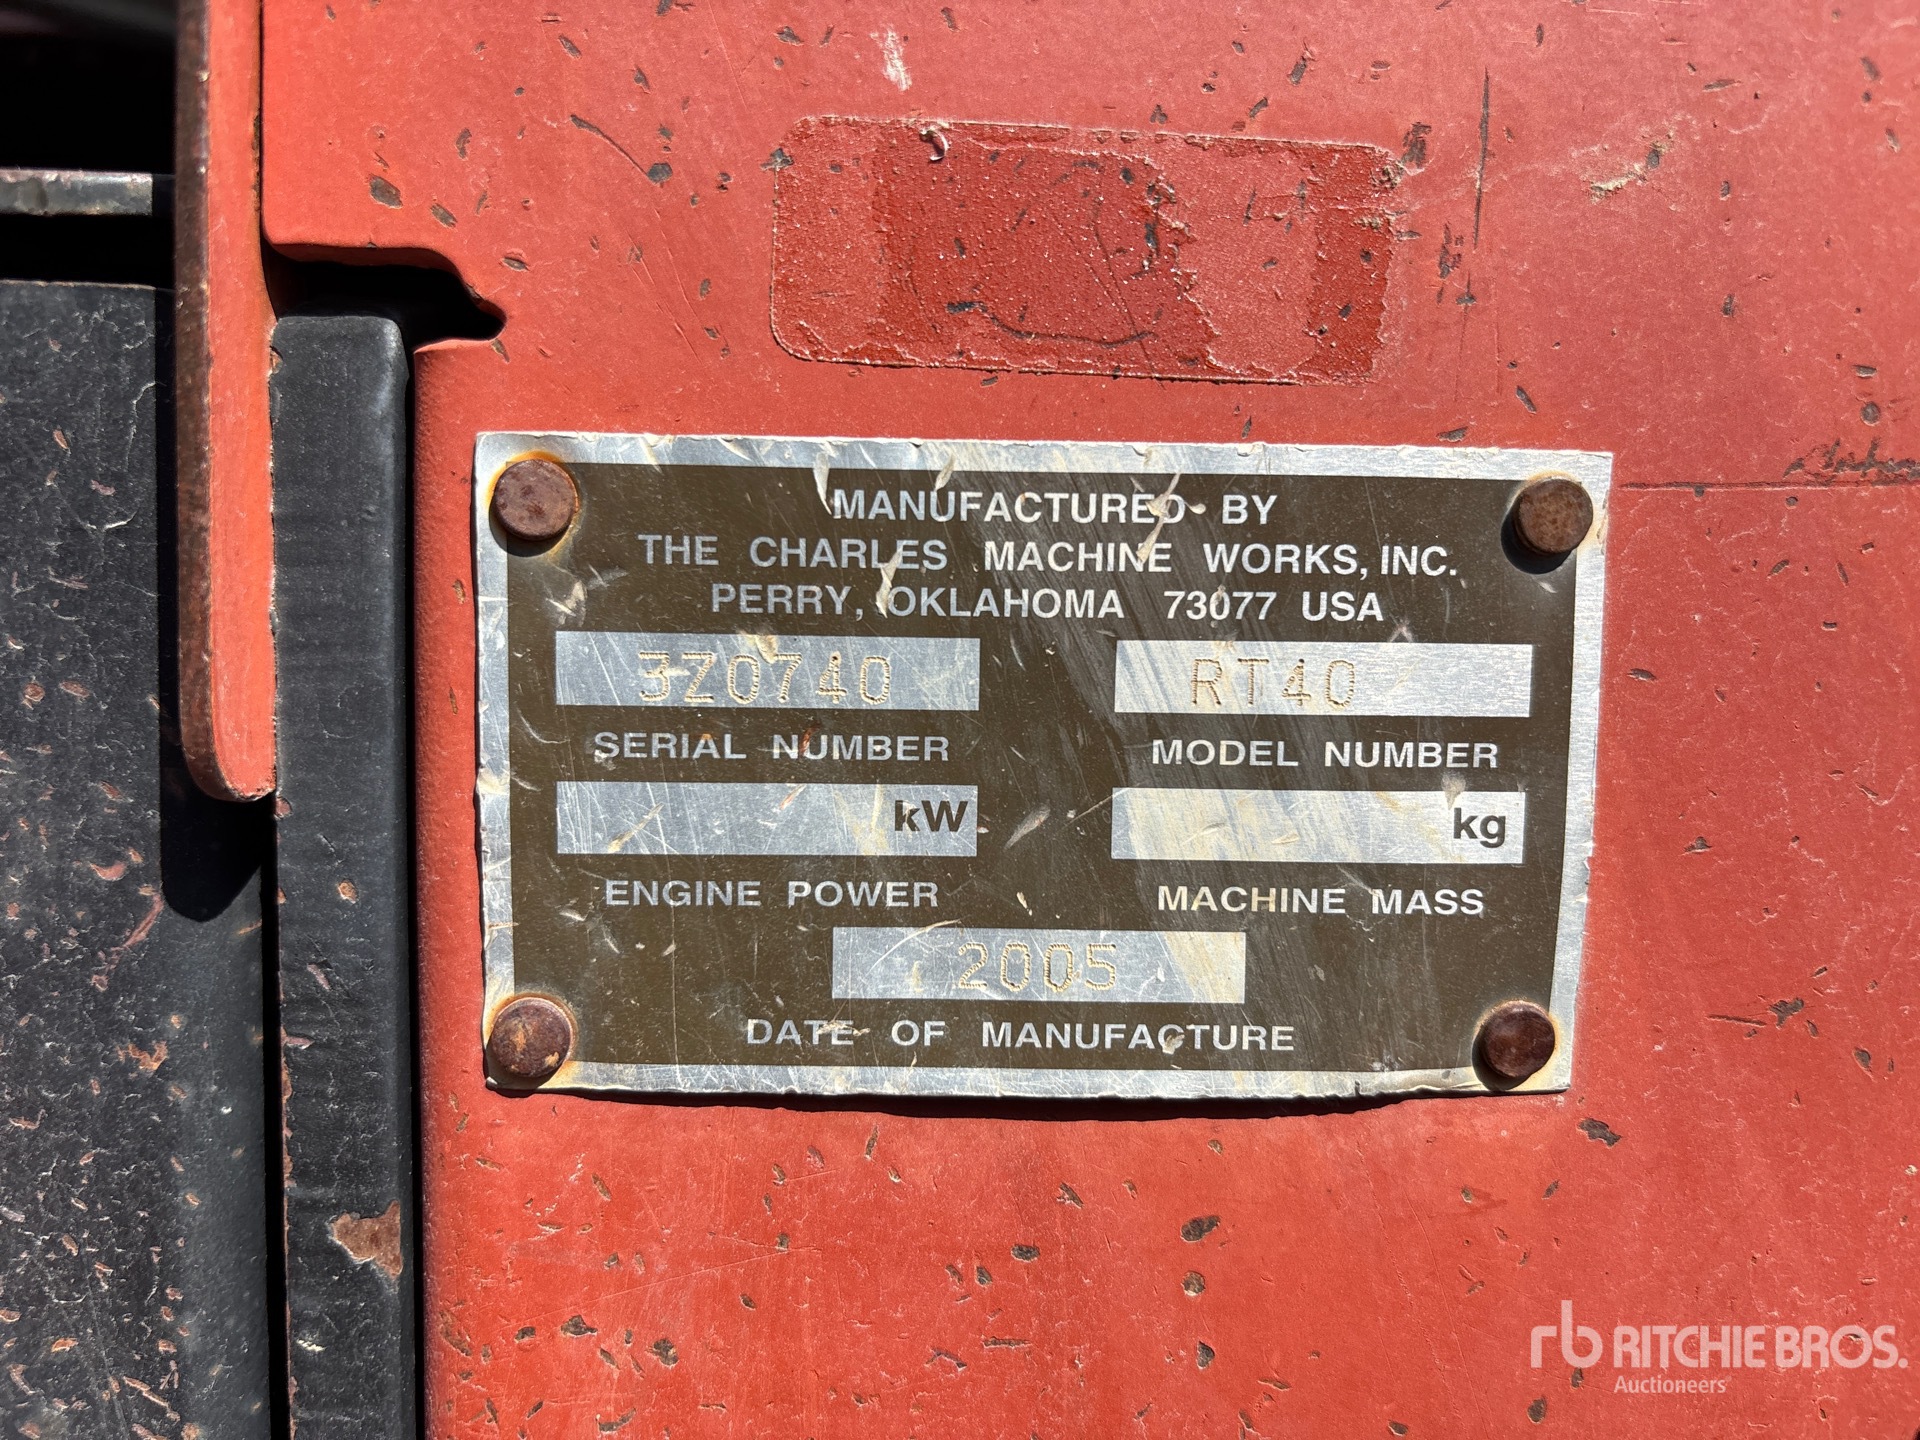 MANUFACTURED BY
THE CHARLES MACHINE WORKS, INC.
PERRY, OKLAHOMA 73077 USA
3Z0740 RT40
SERIAL NUMBER MODEL NUMBER
kW kg
ENGINE POWER MACHINE MASS
2005
DATE OF MANUFACTURE
rb RITCHIE BROS.
Auctioneers